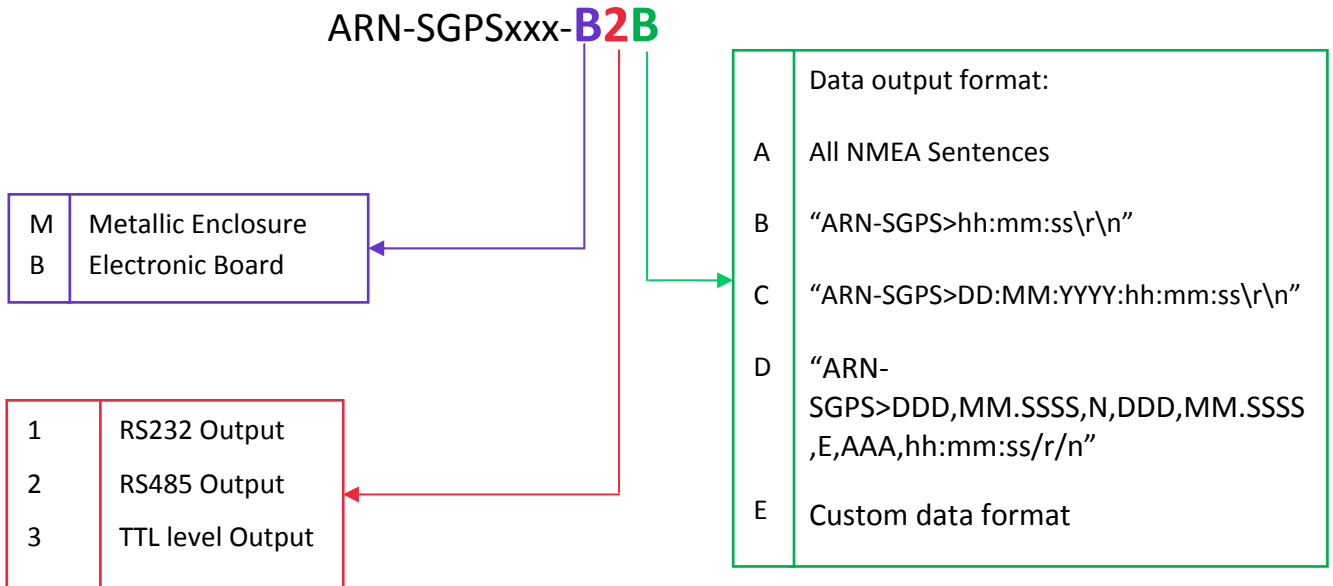 ARN-SGPSxxx-B2B
M Metallic Enclosure
B Electronic Board
1 RS232 Output
2 RS485 Output
3 TTL level Output
Data output format:
A All NMEA Sentences
B “ARN-SGPS>hh:mm:ss\r\n”
C “ARN-SGPS>DD:MM:YYYY:hh:mm:ss\r\n”
D “ARN-
SGPS>DDD,MM.SSSS,N,DDD,MM.SSSS
,E,AAA,hh:mm:ss/r/n”
E Custom data format